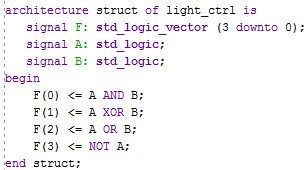 architecture struct of light_ctrl is
signal F: std_logic_vector (3 downto 0);
signal A: std_logic;
signal B: std_logic;
begin
F(0) <= A AND B;
F(1) <= A XOR B;
F(2) <= A OR B;
F(3) <= NOT A;
end struct;